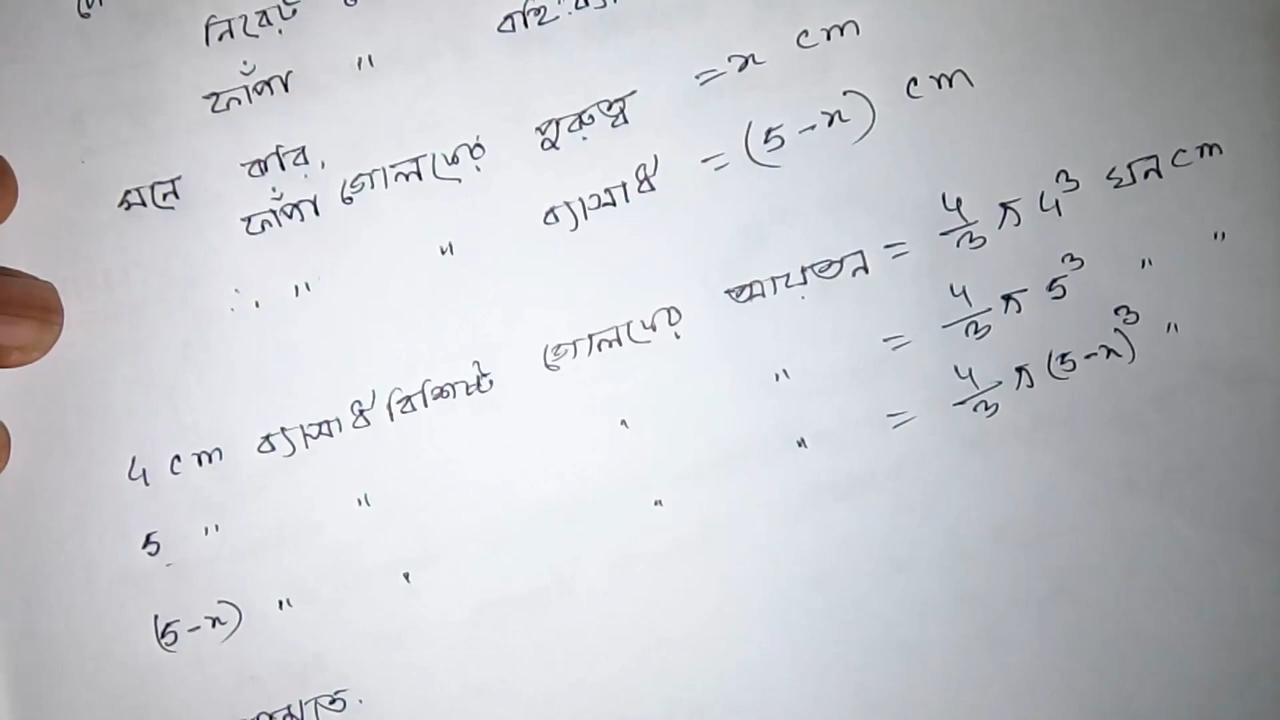 নিরেট
ফাঁপা " বহিঃব্যা
মনে করি,
ফাঁপা গোলকের পুরুত্ব = x cm
∴ " " ব্যাসার্ধ = (5-x) cm
4 cm ব্যাসার্ধ বিশিষ্ট গোলকের আয়তন = 4/3 π 4³ ঘন cm
5 " " " " = 4/3 π 5³ " "
(5-x) " " " " = 4/3 π (5-x)³ "